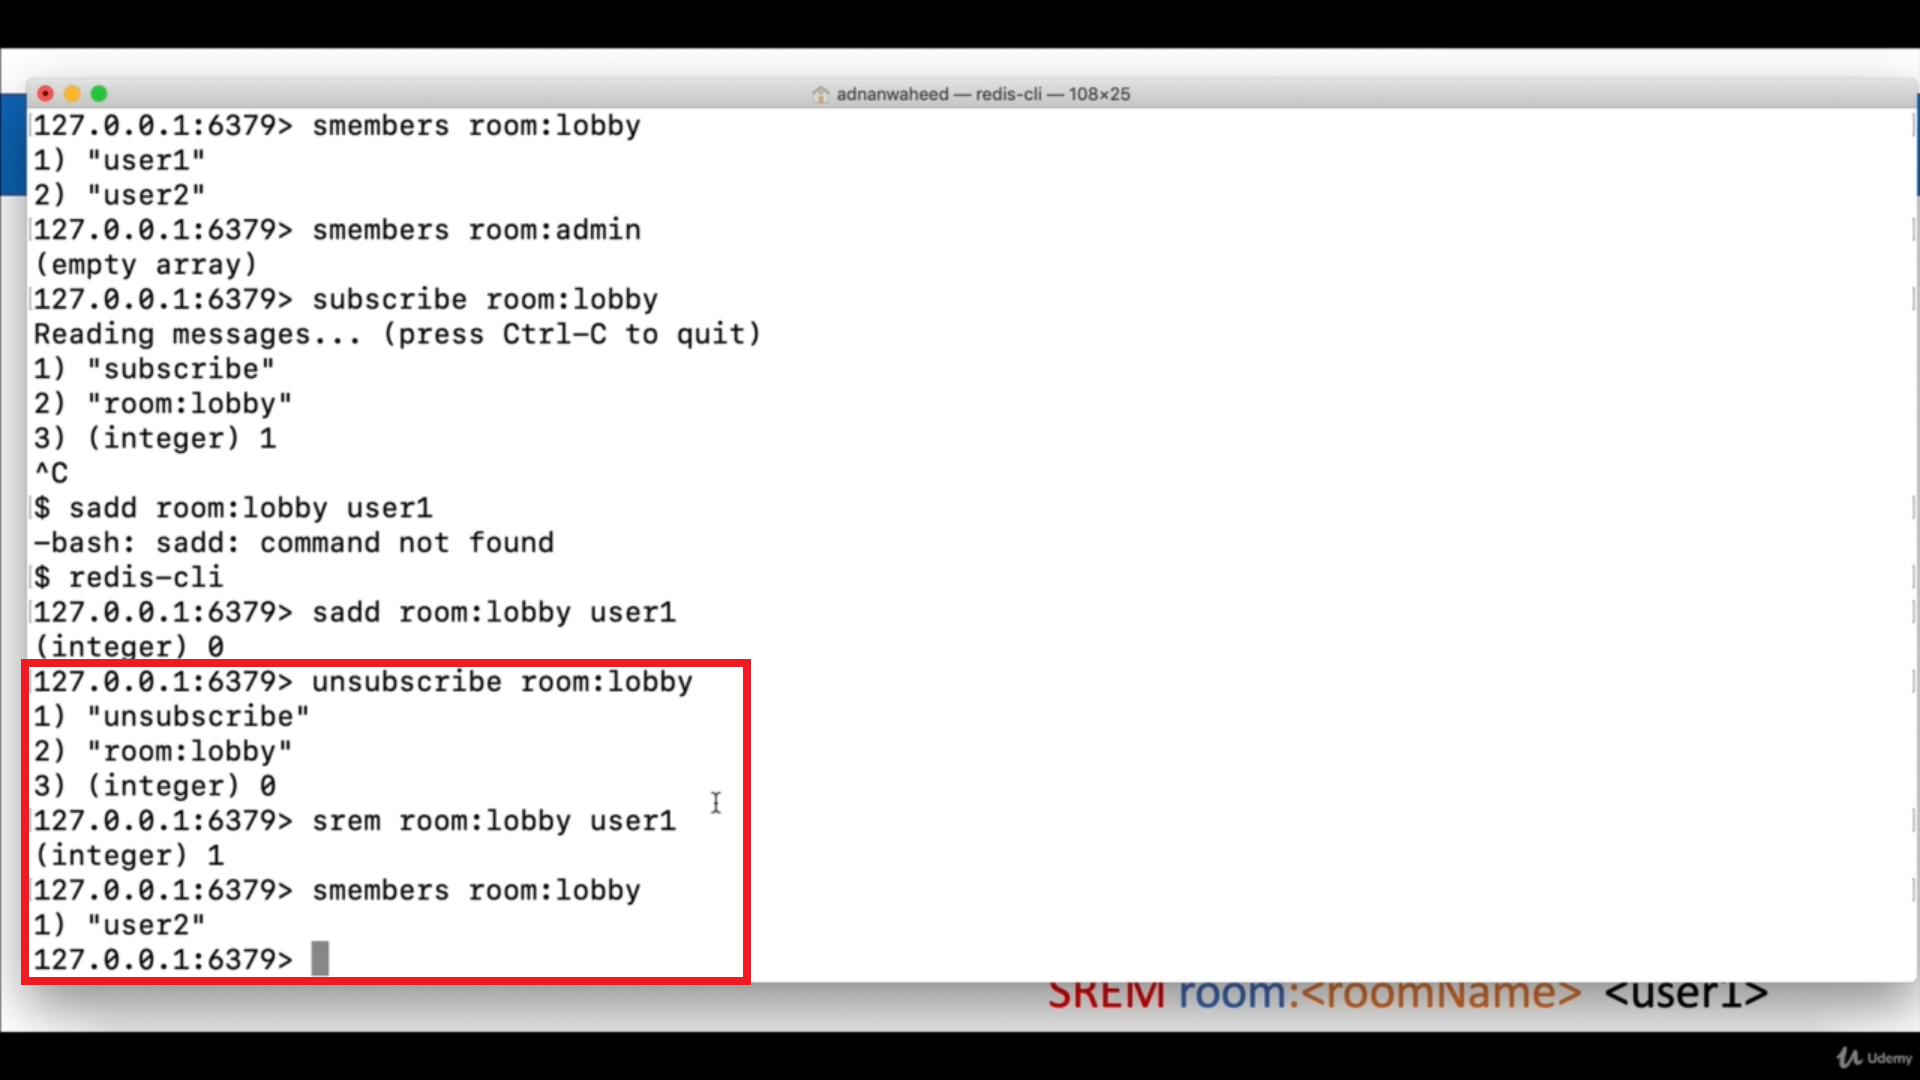 adnanwaheed — redis-cli — 108×25
127.0.0.1:6379> smembers room:lobby
1) "user1"
2) "user2"
127.0.0.1:6379> smembers room:admin
(empty array)
127.0.0.1:6379> subscribe room:lobby
Reading messages... (press Ctrl-C to quit)
1) "subscribe"
2) "room:lobby"
3) (integer) 1
^C
$ sadd room:lobby user1
-bash: sadd: command not found
$ redis-cli
127.0.0.1:6379> sadd room:lobby user1
(integer) 0
127.0.0.1:6379> unsubscribe room:lobby
1) "unsubscribe"
2) "room:lobby"
3) (integer) 0
127.0.0.1:6379> srem room:lobby user1
(integer) 1
127.0.0.1:6379> smembers room:lobby
1) "user2"
127.0.0.1:6379>
SREM room:<roomName> <user1>
Udemy